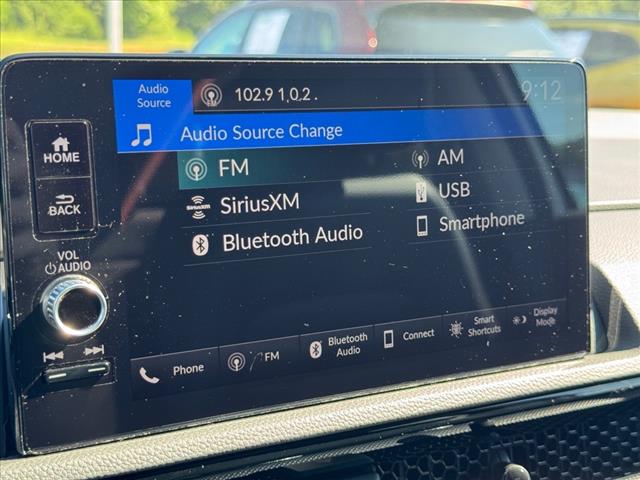 Audio
Source
102.9 1,0,2 .
9:12
Audio Source Change
HOME
BACK
VOL
AUDIO
FM
AM
SiriusXM
USB
Bluetooth Audio
Smartphone
Phone
FM
Bluetooth
Audio
Connect
Smart
Shortcuts
Display
Mode